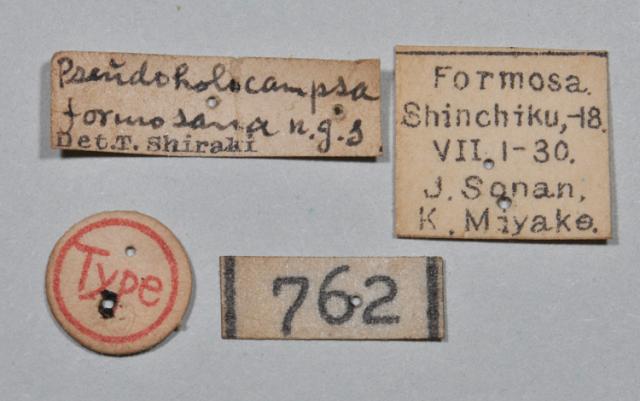 Pseudoholocampsa
formosana n.g.s
Det.T. Shiraki
Formosa.
Shinchiku,-18.
VII.1-30.
J. Sonan,
K. Miyake.
Type
762